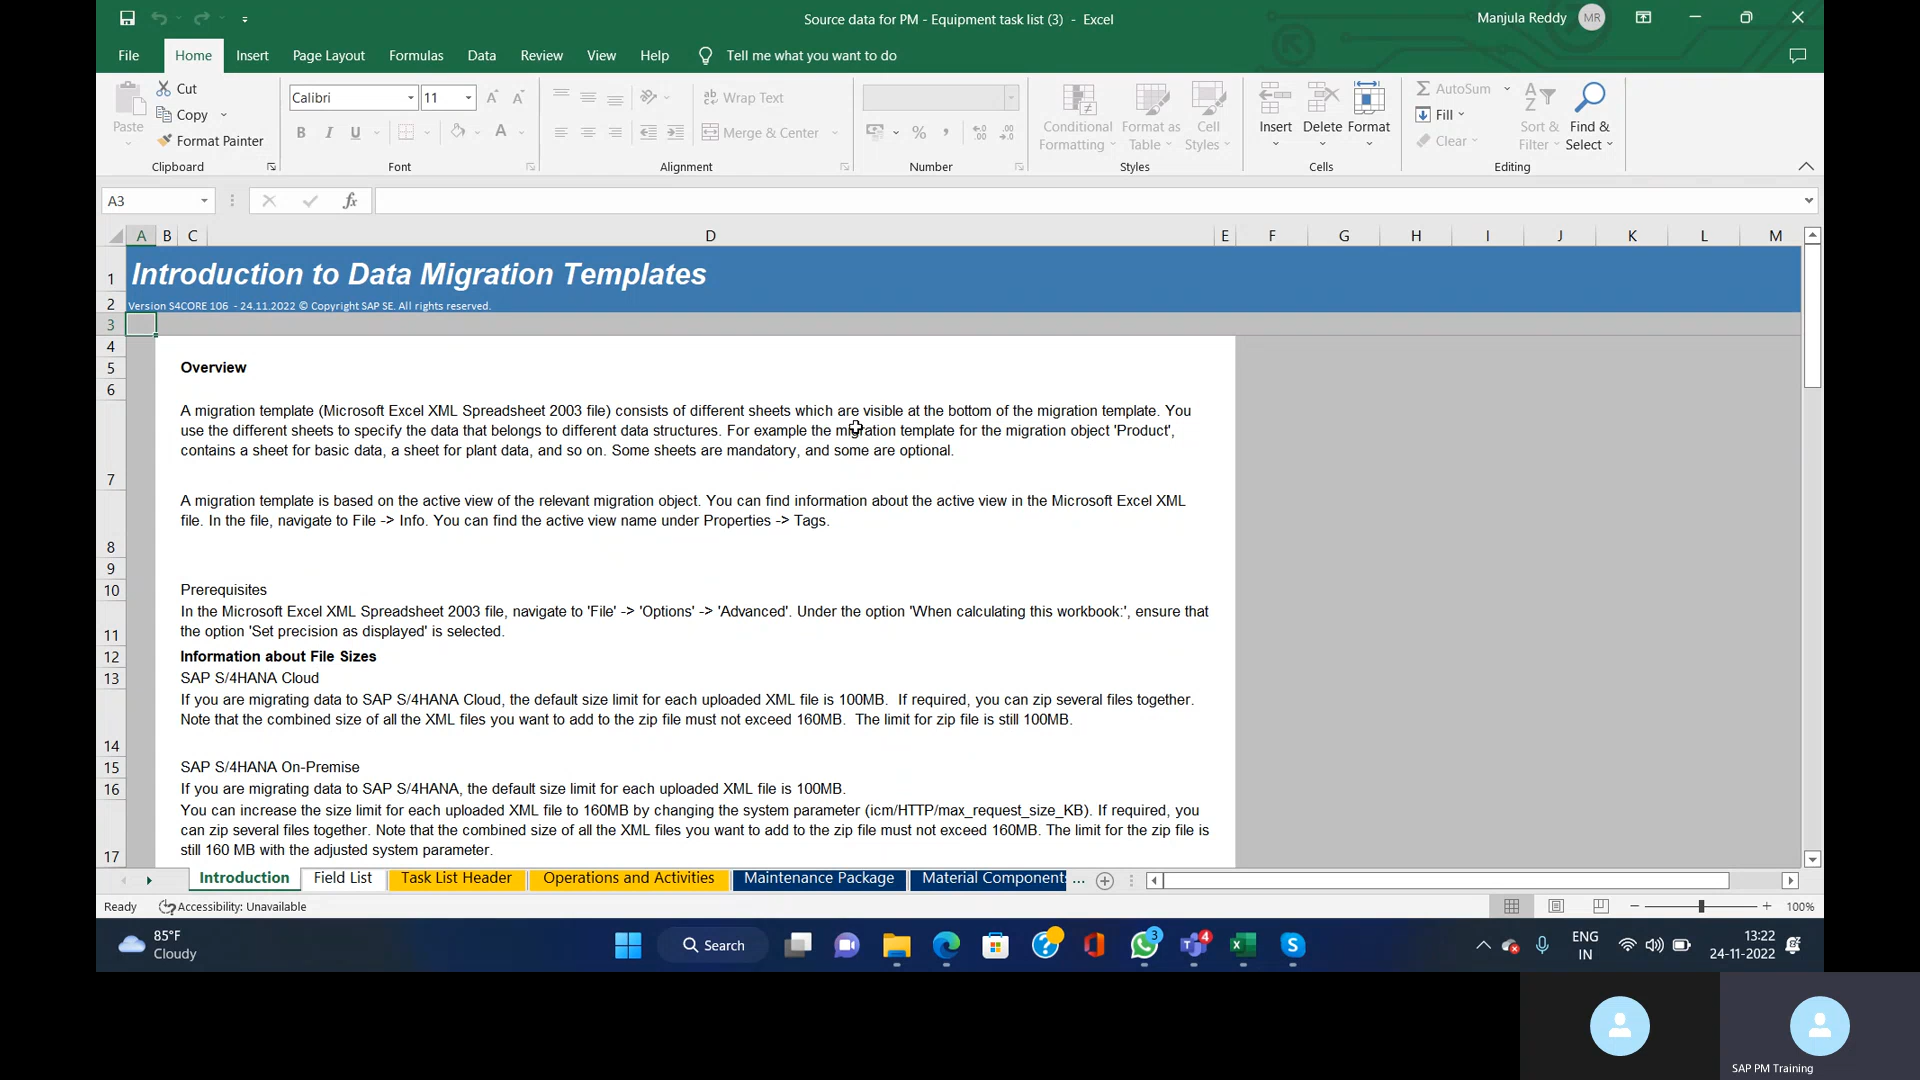 Source data for PM - Equipment task list (3) - Excel
Manjula Reddy
MR
File
Home
Insert
Page Layout
Formulas
Data
Review
View
Help
Tell me what you want to do
Paste
Cut
Copy
Format Painter
Clipboard
Calibri
11
B
I
U
Font
Wrap Text
Merge & Center
Alignment
%
Number
Conditional
Formatting
Format as
Table
Cell
Styles
Styles
Insert
Delete
Format
Cells
AutoSum
Fill
Clear
Sort &
Filter
Find &
Select
Editing
A3
fx
A
B
C
D
E
F
G
H
I
J
K
L
M
1
Introduction to Data Migration Templates
2
Version S4CORE 106 - 24.11.2022 © Copyright SAP SE. All rights reserved.
3
4
5
Overview
6
A migration template (Microsoft Excel XML Spreadsheet 2003 file) consists of different sheets which are visible at the bottom of the migration template. You
use the different sheets to specify the data that belongs to different data structures. For example the migration template for the migration object 'Product',
contains a sheet for basic data, a sheet for plant data, and so on. Some sheets are mandatory, and some are optional.
7
A migration template is based on the active view of the relevant migration object. You can find information about the active view in the Microsoft Excel XML
file. In the file, navigate to File -> Info. You can find the active view name under Properties -> Tags.
8
9
10
Prerequisites
In the Microsoft Excel XML Spreadsheet 2003 file, navigate to 'File' -> 'Options' -> 'Advanced'. Under the option 'When calculating this workbook:', ensure that
11
the option 'Set precision as displayed' is selected.
12
Information about File Sizes
13
SAP S/4HANA Cloud
If you are migrating data to SAP S/4HANA Cloud, the default size limit for each uploaded XML file is 100MB. If required, you can zip several files together.
Note that the combined size of all the XML files you want to add to the zip file must not exceed 160MB. The limit for zip file is still 100MB.
14
15
SAP S/4HANA On-Premise
16
If you are migrating data to SAP S/4HANA, the default size limit for each uploaded XML file is 100MB.
You can increase the size limit for each uploaded XML file to 160MB by changing the system parameter (icm/HTTP/max_request_size_KB). If required, you
can zip several files together. Note that the combined size of all the XML files you want to add to the zip file must not exceed 160MB. The limit for the zip file is
17
still 160 MB with the adjusted system parameter.
Introduction
Field List
Task List Header
Operations and Activities
Maintenance Package
Material Component
...
Ready
Accessibility: Unavailable
100%
85°F
Cloudy
Search
3
4
ENG
IN
13:22
24-11-2022
SAP PM Training